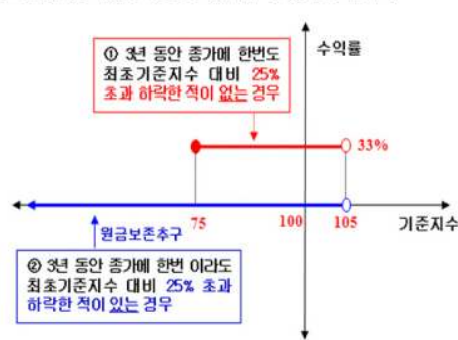 ① 3년 동안 종가에 한번도
최초기준지수 대비 25%
초과 하락한 적이 없는 경우
수익률
33%
75
100
105
기준지수
원금보존추구
② 3년 동안 종가에 한번 이라도
최초기준지수 대비 25% 초과
하락한 적이 있는 경우